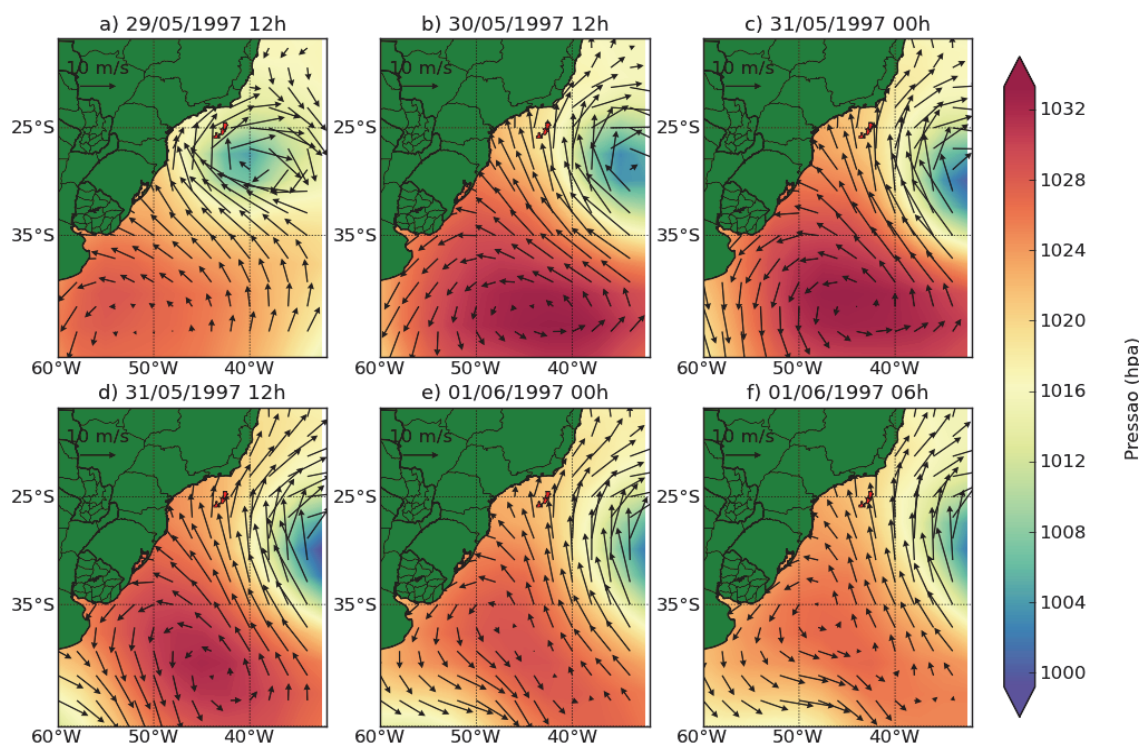 a) 29/05/1997 12h
b) 30/05/1997 12h
c) 31/05/1997 00h
10 m/s
10 m/s
10 m/s
25°S
25°S
25°S
35°S
35°S
35°S
60°W
50°W
40°W
60°W
50°W
40°W
60°W
50°W
40°W
d) 31/05/1997 12h
e) 01/06/1997 00h
f) 01/06/1997 06h
10 m/s
10 m/s
10 m/s
25°S
25°S
25°S
35°S
35°S
35°S
60°W
50°W
40°W
60°W
50°W
40°W
60°W
50°W
40°W
1032
1028
1024
1020
1016
1012
1008
1004
1000
Pressao (hpa)